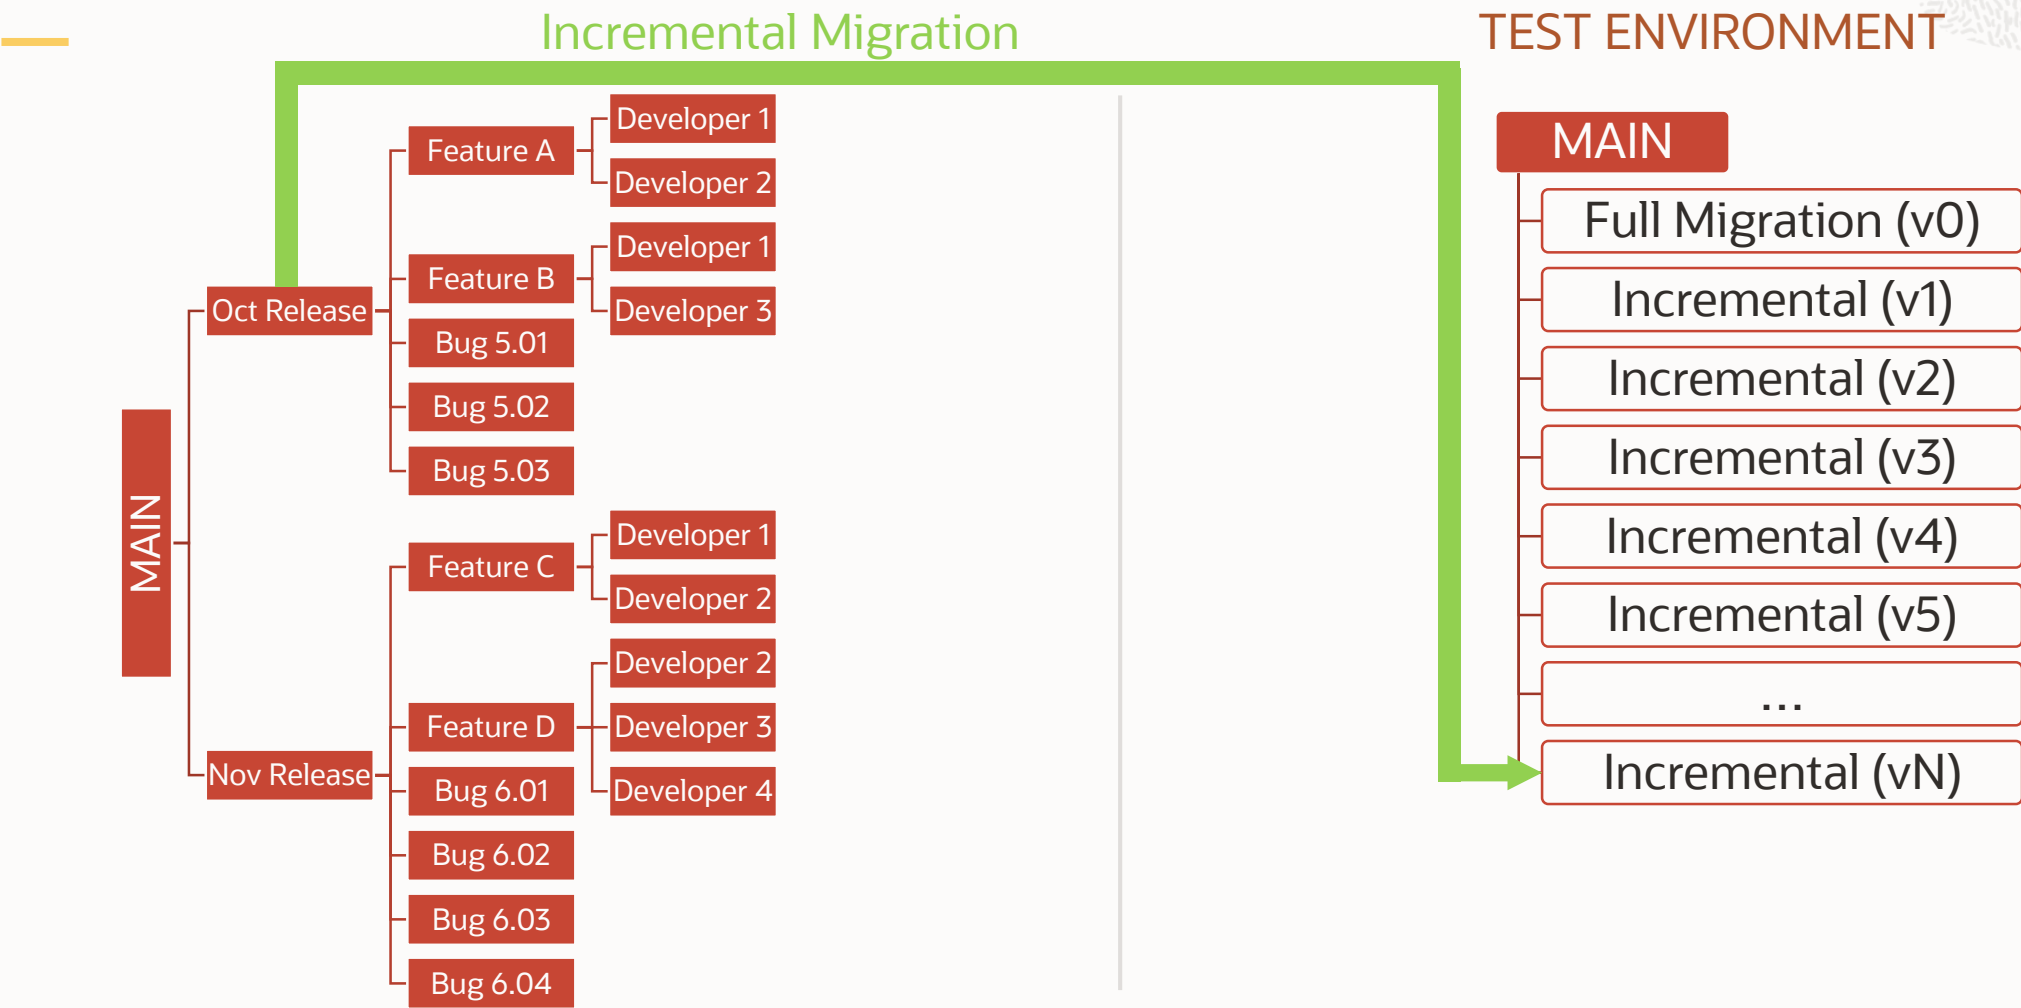 Incremental Migration
TEST ENVIRONMENT
MAIN
Oct Release
Feature A
Developer 1
Developer 2
Feature B
Developer 1
Developer 3
Bug 5.01
Bug 5.02
Bug 5.03
Nov Release
Feature C
Developer 1
Developer 2
Feature D
Developer 2
Developer 3
Developer 4
Bug 6.01
Bug 6.02
Bug 6.03
Bug 6.04
MAIN
Full Migration (v0)
Incremental (v1)
Incremental (v2)
Incremental (v3)
Incremental (v4)
Incremental (v5)
...
Incremental (vN)